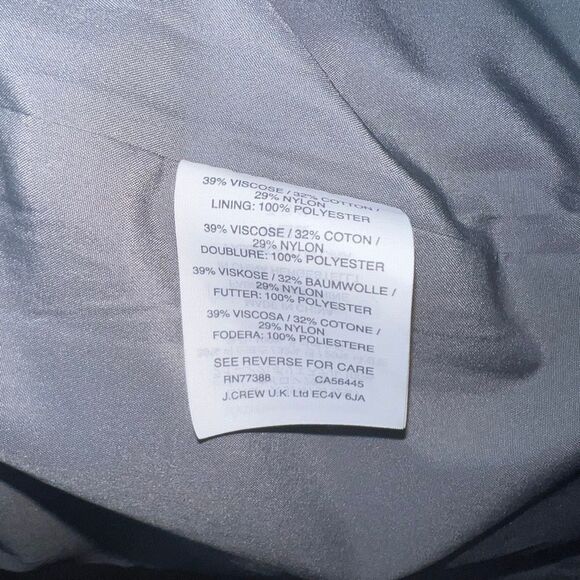 39% VISCOSE / 32% COTTON /
29% NYLON
LINING: 100% POLYESTER
39% VISCOSE / 32% COTON /
29% NYLON
DOUBLURE: 100% POLYESTER
39% VISKOSE / 32% BAUMWOLLE /
29% NYLON
FUTTER: 100% POLYESTER
39% VISCOSA / 32% COTONE /
29% NYLON
FODERA: 100% POLIESTERE
SEE REVERSE FOR CARE
RN77388 CA56445
J.CREW U.K. Ltd EC4V 6JA